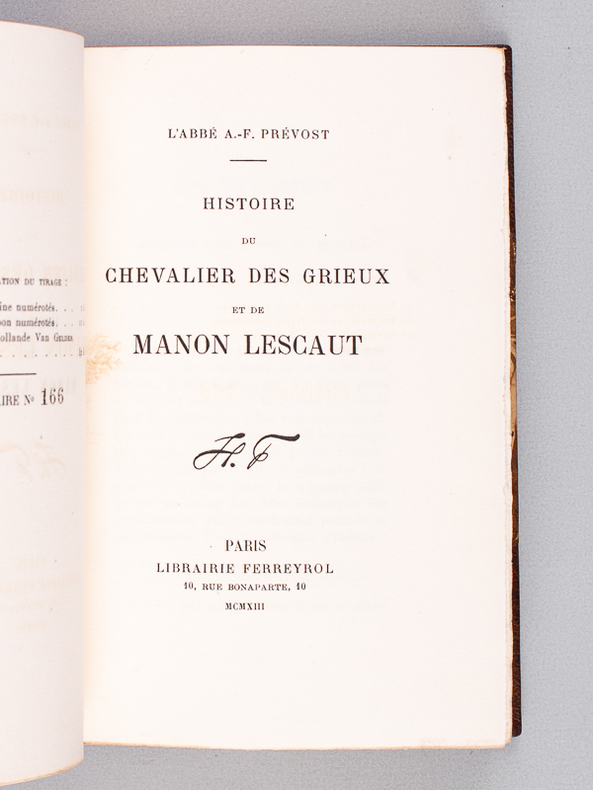 ATION DU TIRAGE :
ine numérotés. . .
on numérotés. . .
ollande Van Gelder
IRE Nº 166
L'ABBÉ A.-F. PRÉVOST
HISTOIRE
DU
CHEVALIER DES GRIEUX
ET DE
MANON LESCAUT
H. F
PARIS
LIBRAIRIE FERREYROL
10, RUE BONAPARTE, 10
MCMXIII